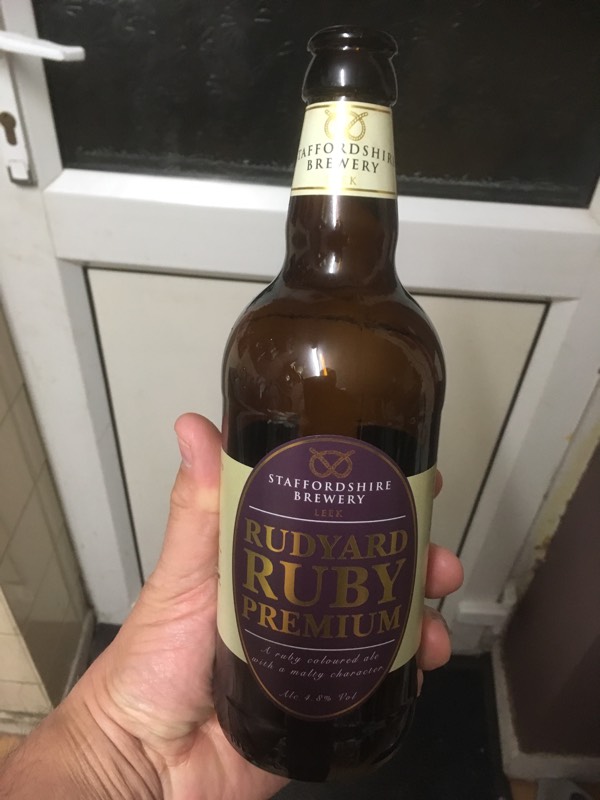 STAFFORDSHIRE
BREWERY
STAFFORDSHIRE
BREWERY
LEEK
RUDYARD
RUBY
PREMIUM
A ruby coloured ale
with a malty character
Alc 4.8% Vol